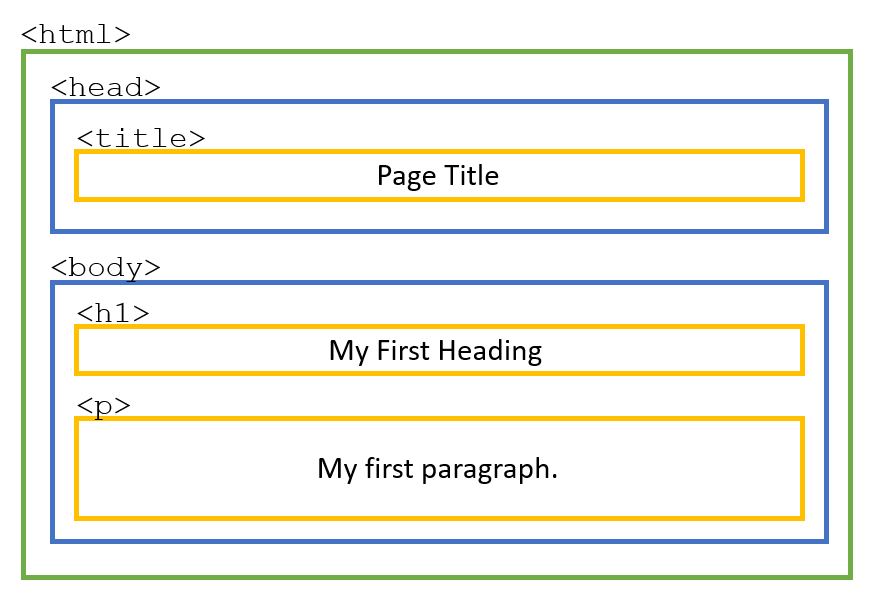 <html>
<head>
<title>
Page Title
<body>
<h1>
My First Heading
<p>
My first paragraph.